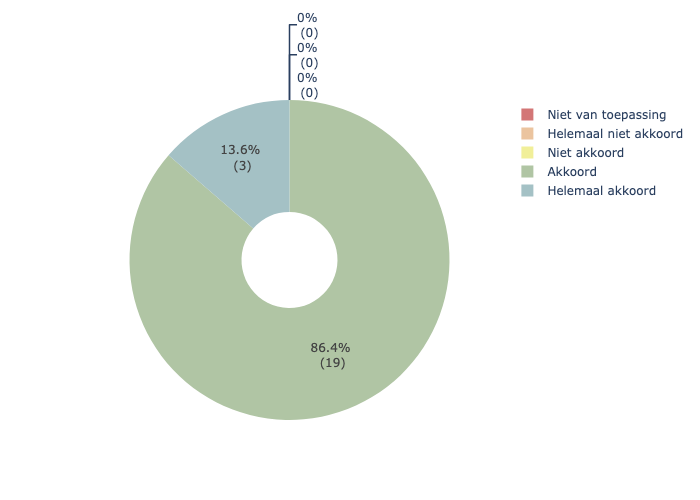 0%
(0)
0%
(0)
0%
(0)
13.6%
(3)
86.4%
(19)
Niet van toepassing
Helemaal niet akkoord
Niet akkoord
Akkoord
Helemaal akkoord